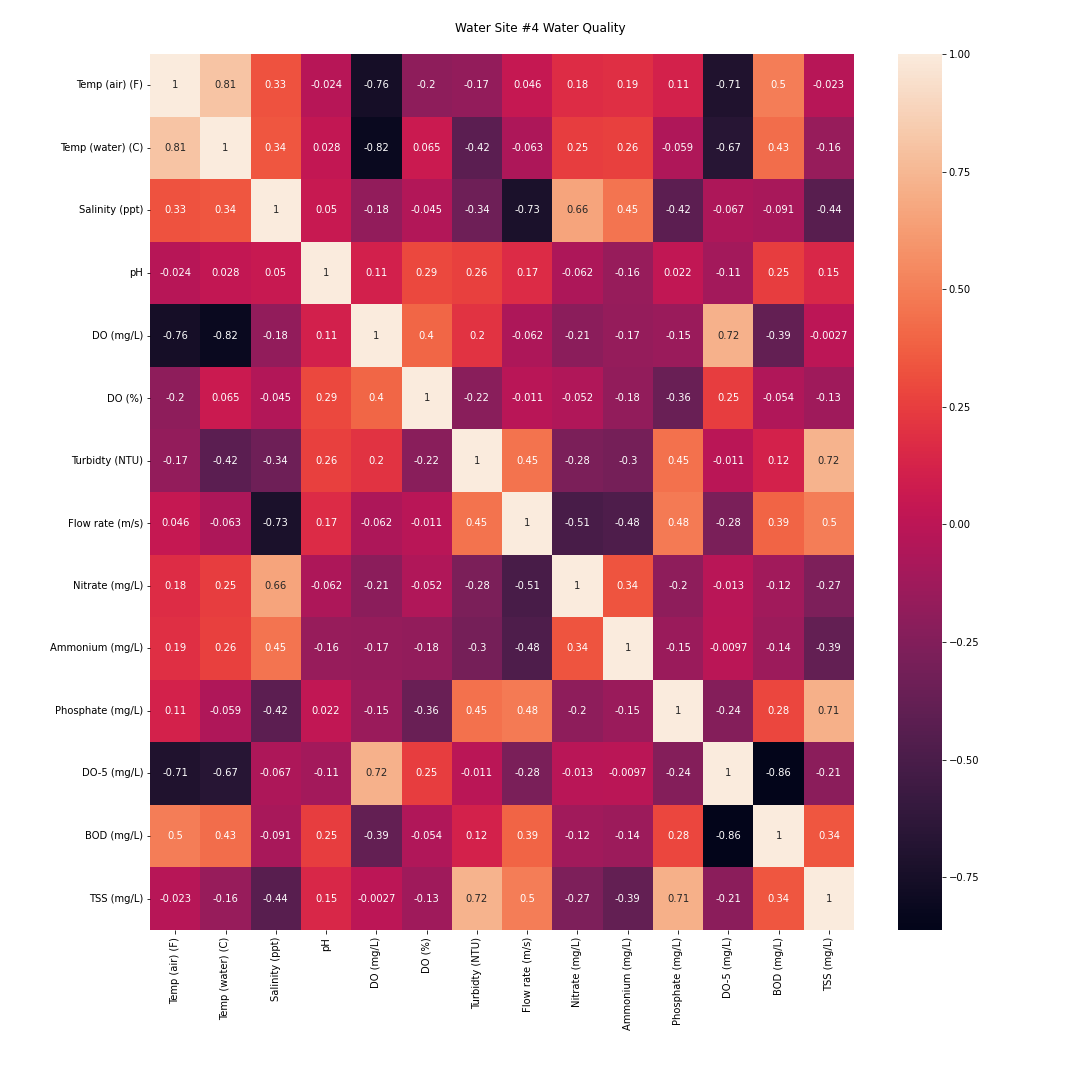 Water Site #4 Water Quality
Temp (air) (F) 1 0.81 0.33 -0.024 -0.76 -0.2 -0.17 0.046 0.18 0.19 0.11 -0.71 0.5 -0.023
Temp (water) (C) 0.81 1 0.34 0.028 -0.82 0.065 -0.42 -0.063 0.25 0.26 -0.059 -0.67 0.43 -0.16
Salinity (ppt) 0.33 0.34 1 0.05 -0.18 -0.045 -0.34 -0.73 0.66 0.45 -0.42 -0.067 -0.091 -0.44
pH -0.024 0.028 0.05 1 0.11 0.29 0.26 0.17 -0.062 -0.16 0.022 -0.11 0.25 0.15
DO (mg/L) -0.76 -0.82 -0.18 0.11 1 0.4 0.2 -0.062 -0.21 -0.17 -0.15 0.72 -0.39 -0.0027
DO (%) -0.2 0.065 -0.045 0.29 0.4 1 -0.22 -0.011 -0.052 -0.18 -0.36 0.25 -0.054 -0.13
Turbidty (NTU) -0.17 -0.42 -0.34 0.26 0.2 -0.22 1 0.45 -0.28 -0.3 0.45 -0.011 0.12 0.72
Flow rate (m/s) 0.046 -0.063 -0.73 0.17 -0.062 -0.011 0.45 1 -0.51 -0.48 0.48 -0.28 0.39 0.5
Nitrate (mg/L) 0.18 0.25 0.66 -0.062 -0.21 -0.052 -0.28 -0.51 1 0.34 -0.2 -0.013 -0.12 -0.27
Ammonium (mg/L) 0.19 0.26 0.45 -0.16 -0.17 -0.18 -0.3 -0.48 0.34 1 -0.15 -0.0097 -0.14 -0.39
Phosphate (mg/L) 0.11 -0.059 -0.42 0.022 -0.15 -0.36 0.45 0.48 -0.2 -0.15 1 -0.24 0.28 0.71
DO-5 (mg/L) -0.71 -0.67 -0.067 -0.11 0.72 0.25 -0.011 -0.28 -0.013 -0.0097 -0.24 1 -0.86 -0.21
BOD (mg/L) 0.5 0.43 -0.091 0.25 -0.39 -0.054 0.12 0.39 -0.12 -0.14 0.28 -0.86 1 0.34
TSS (mg/L) -0.023 -0.16 -0.44 0.15 -0.0027 -0.13 0.72 0.5 -0.27 -0.39 0.71 -0.21 0.34 1
Temp (air) (F)
Temp (water) (C)
Salinity (ppt)
pH
DO (mg/L)
DO (%)
Turbidty (NTU)
Flow rate (m/s)
Nitrate (mg/L)
Ammonium (mg/L)
Phosphate (mg/L)
DO-5 (mg/L)
BOD (mg/L)
TSS (mg/L)
1.00
0.75
0.50
0.25
0.00
−0.25
−0.50
−0.75